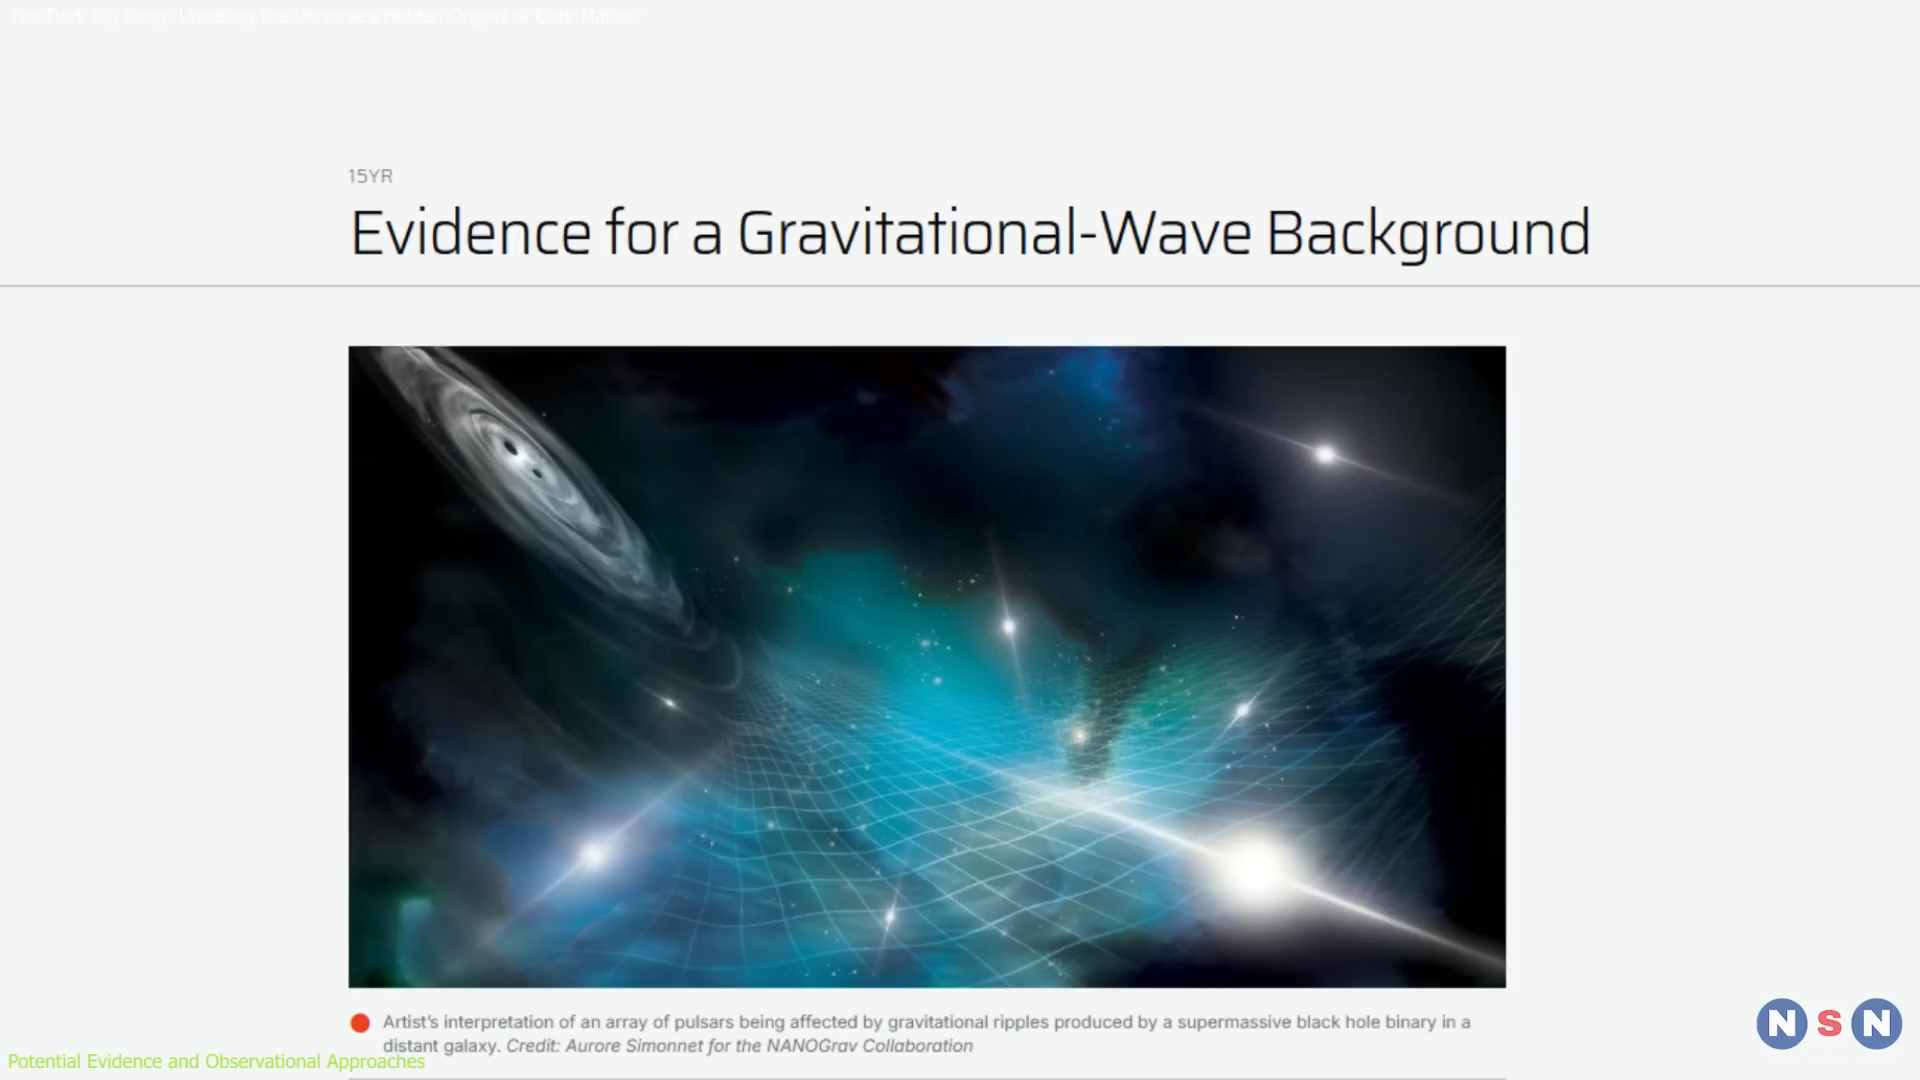 The Dark Big Bang: Unveiling the Universe's Hidden Origins of Dark Matter!"
15YR
Evidence for a Gravitational-Wave Background
Artist's interpretation of an array of pulsars being affected by gravitational ripples produced by a supermassive black hole binary in a
distant galaxy. Credit: Aurore Simonnet for the NANOGrav Collaboration
Potential Evidence and Observational Approaches
N S N